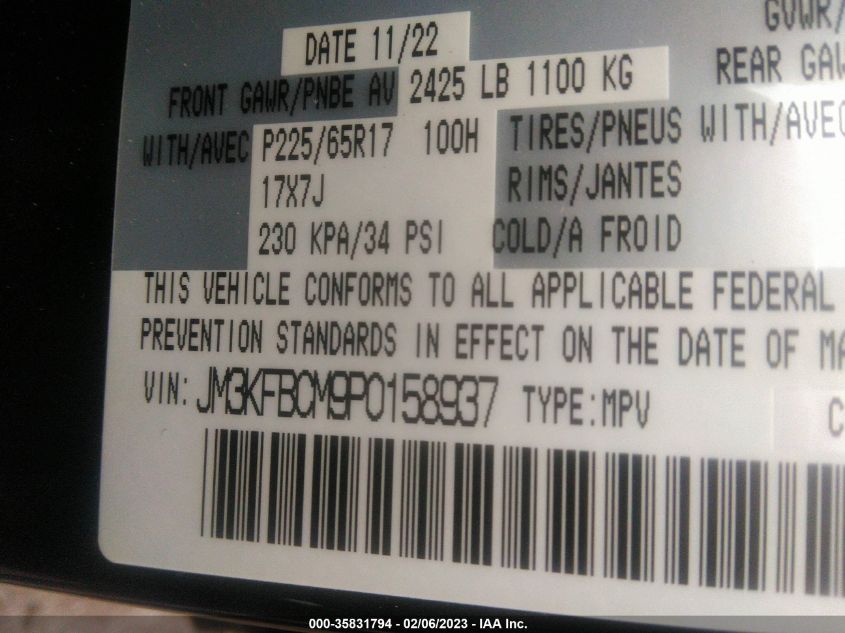 DATE 11/22
GVWR/
FRONT GAWR/PNBE AV 2425 LB 1100 KG REAR GAW
WITH/AVEC P225/65R17 100H TIRES/PNEUS WITH/AVEC
17X7J RIMS/JANTES
230 KPA/34 PSI COLD/A FROID
THIS VEHICLE CONFORMS TO ALL APPLICABLE FEDERAL
PREVENTION STANDARDS IN EFFECT ON THE DATE OF MA
VIN: JM3KFBCM9P0158937 TYPE:MPV C
000-35831794 - 02/06/2023 - IAA Inc.